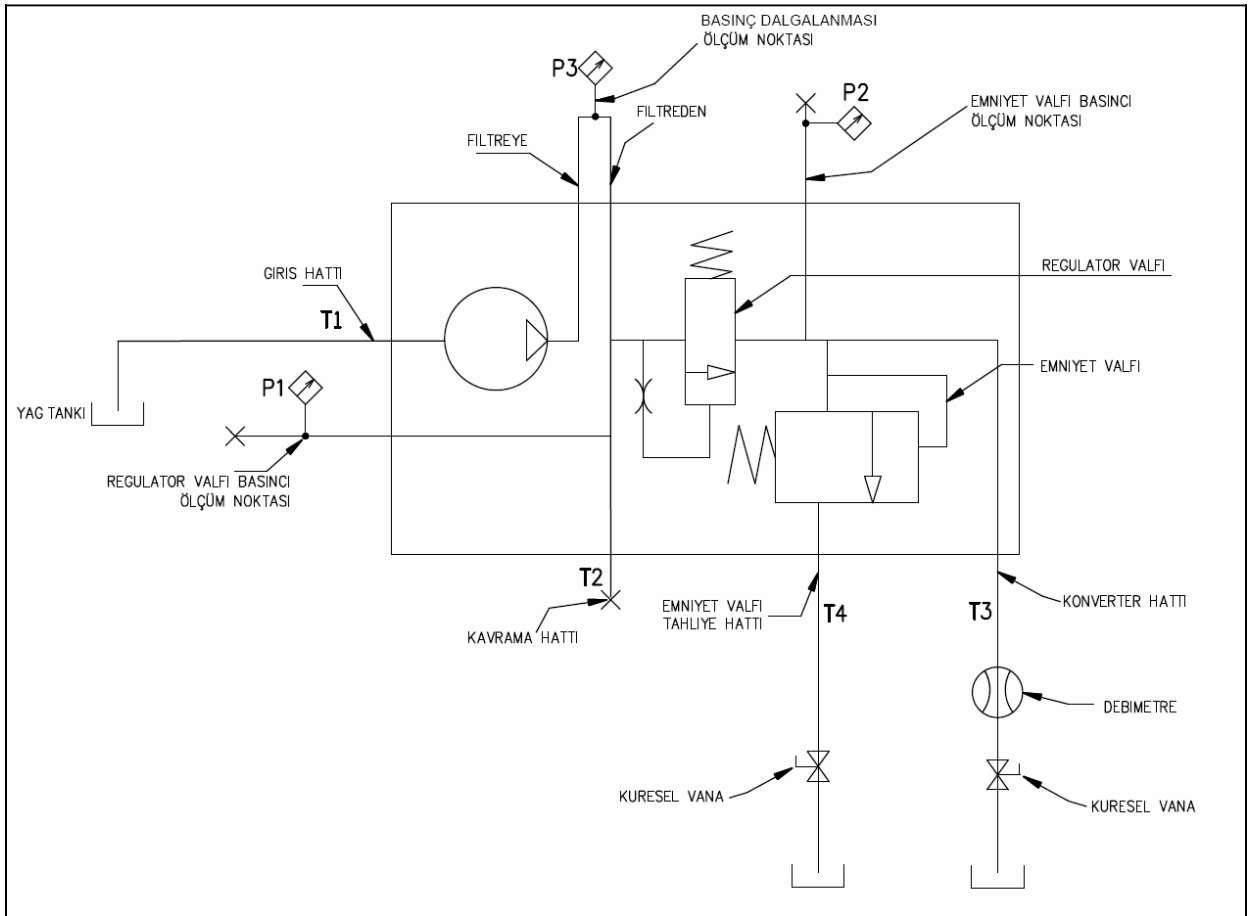 BASINÇ DALGALANMASI
ÖLÇÜM NOKTASI
P3
FILTREDEN
FILTREYE
P2
EMNIYET VALFI BASINCI
ÖLÇÜM NOKTASI
GIRIS HATTI
T1
REGULATOR VALFI
P1
YAG TANKI
EMNIYET VALFI
REGULATOR VALFI BASINCI
ÖLÇÜM NOKTASI
T2
KAVRAMA HATTI
EMNIYET VALFI
TAHLIYE HATTI
T4
T3
KONVERTER HATTI
DEBIMETRE
KURESEL VANA
KURESEL VANA